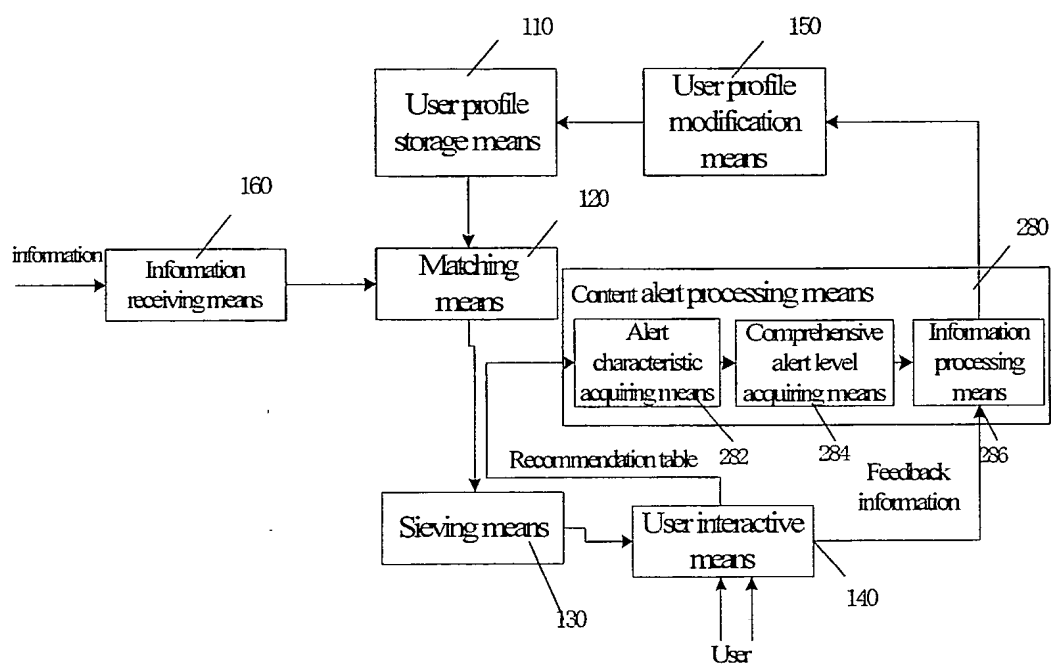 110
150
User profile
storage means
User profile
modification
means
160
120
280
information
Information
receiving means
Matching
means
Content alert processing means
Alert
characteristic
acquiring means
Comprehensive
alert level
acquiring means
Information
processing
means
282
284
286
Recommendation table
Feedback
information
Sieving means
User interactive
means
130
140
User